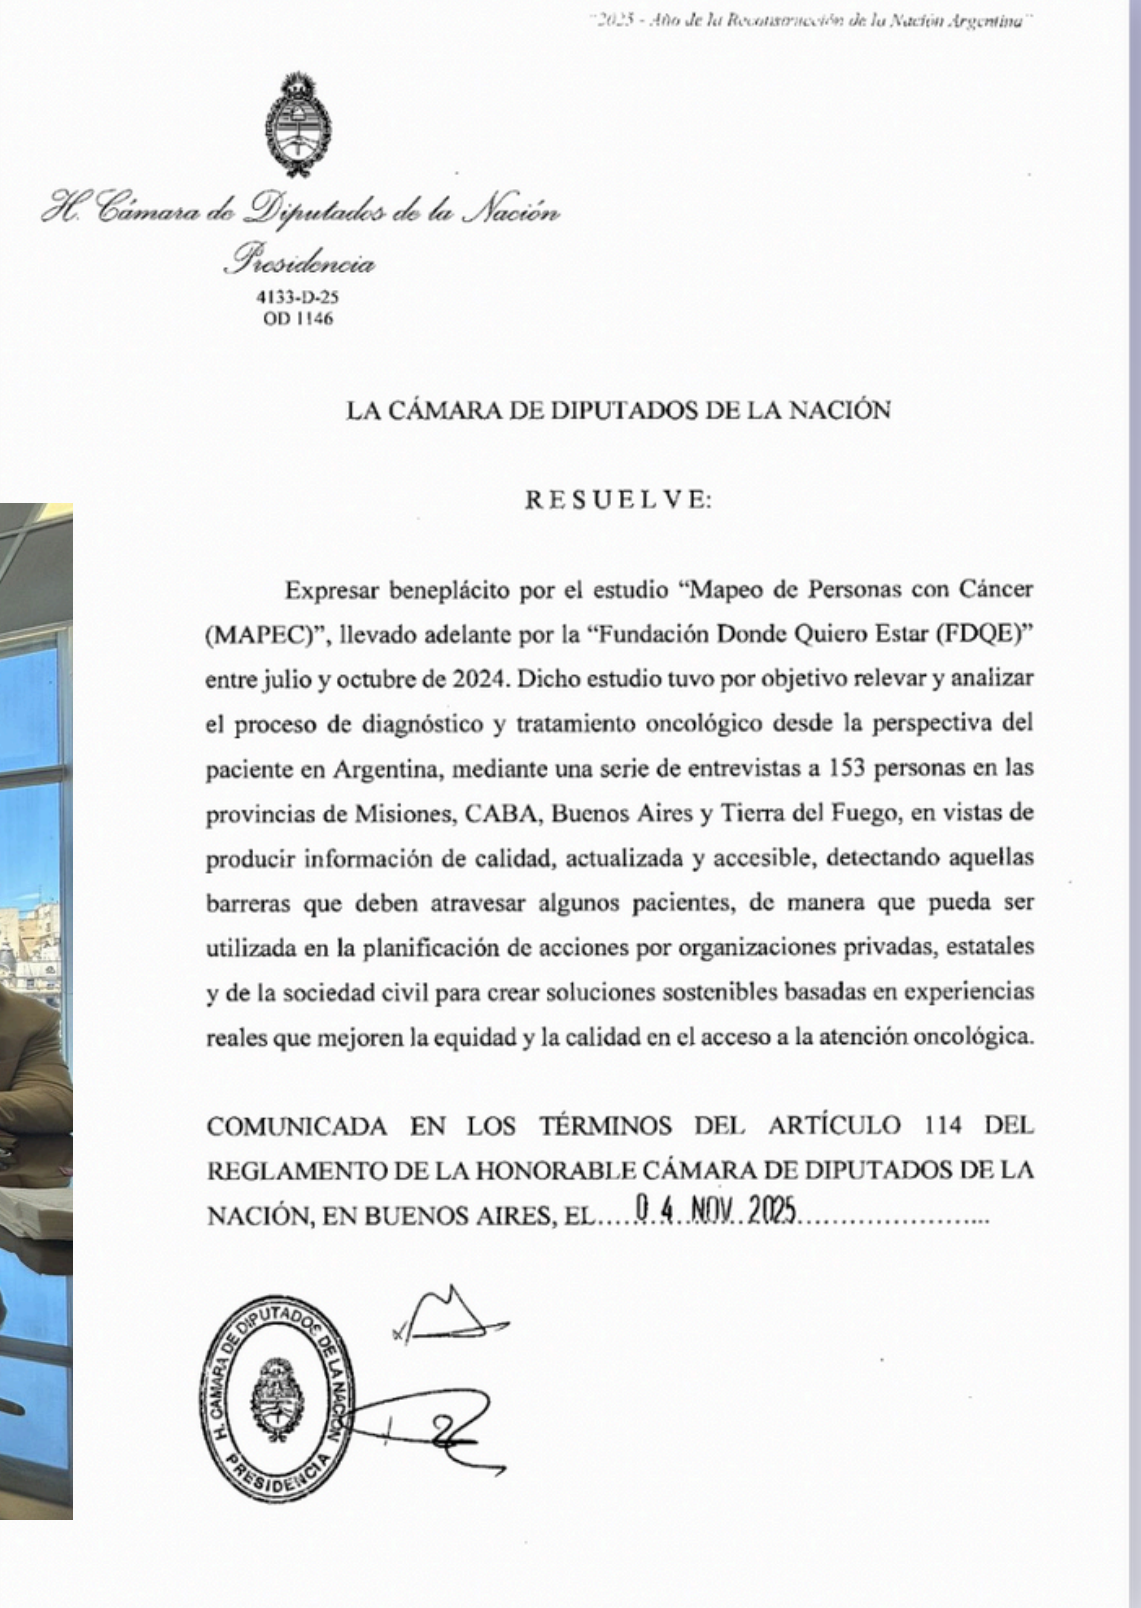 "2025 - Año de la Reconstrucción de la Nación Argentina"
H. Cámara de Diputados de la Nación
Presidencia
4133-D-25
OD 1146
LA CÁMARA DE DIPUTADOS DE LA NACIÓN
RESUELVE:
Expresar beneplácito por el estudio “Mapeo de Personas con Cáncer
(MAPEC)”, llevado adelante por la “Fundación Donde Quiero Estar (FDQE)”
entre julio y octubre de 2024. Dicho estudio tuvo por objetivo relevar y analizar
el proceso de diagnóstico y tratamiento oncológico desde la perspectiva del
paciente en Argentina, mediante una serie de entrevistas a 153 personas en las
provincias de Misiones, CABA, Buenos Aires y Tierra del Fuego, en vistas de
producir información de calidad, actualizada y accesible, detectando aquellas
barreras que deben atravesar algunos pacientes, de manera que pueda ser
utilizada en la planificación de acciones por organizaciones privadas, estatales
y de la sociedad civil para crear soluciones sostenibles basadas en experiencias
reales que mejoren la equidad y la calidad en el acceso a la atención oncológica.
COMUNICADA EN LOS TÉRMINOS DEL ARTÍCULO 114 DEL
REGLAMENTO DE LA HONORABLE CÁMARA DE DIPUTADOS DE LA
NACIÓN, EN BUENOS AIRES, EL.....04 NOV. 2025......................
H. CAMARA DE DIPUTADOS DE LA NACION
PRESIDENCIA